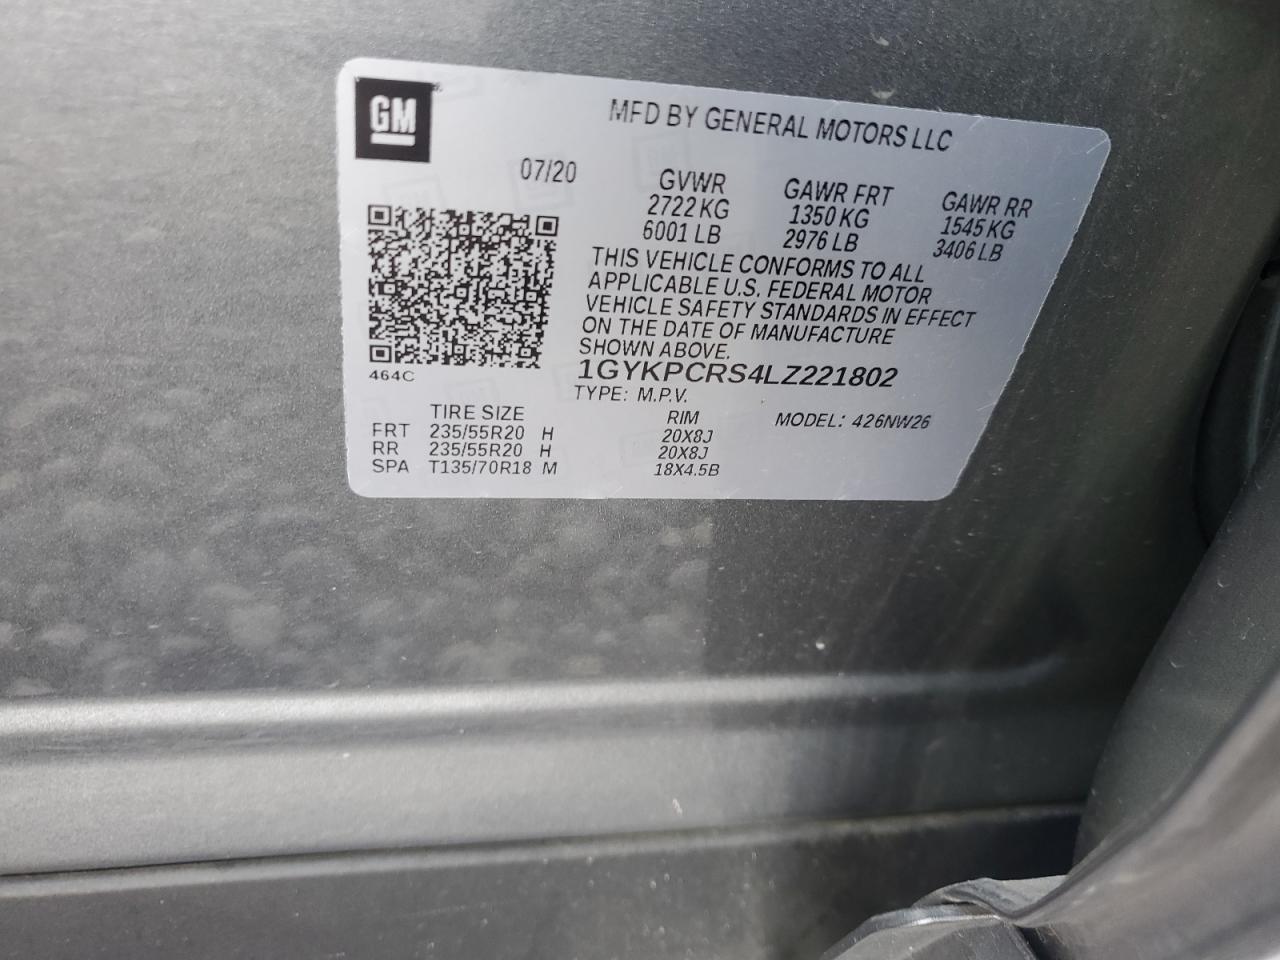 GM
MFD BY GENERAL MOTORS LLC
07/20
GVWR
2722 KG
6001 LB
GAWR FRT
1350 KG
2976 LB
GAWR RR
1545 KG
3406 LB
THIS VEHICLE CONFORMS TO ALL
APPLICABLE U.S. FEDERAL MOTOR
VEHICLE SAFETY STANDARDS IN EFFECT
ON THE DATE OF MANUFACTURE
SHOWN ABOVE.
464C
1GYKPCRS4LZ221802
TYPE: M.P.V.
MODEL: 426NW26
TIRE SIZE RIM
FRT 235/55R20 H 20X8J
RR 235/55R20 H 20X8J
SPA T135/70R18 M 18X4.5B